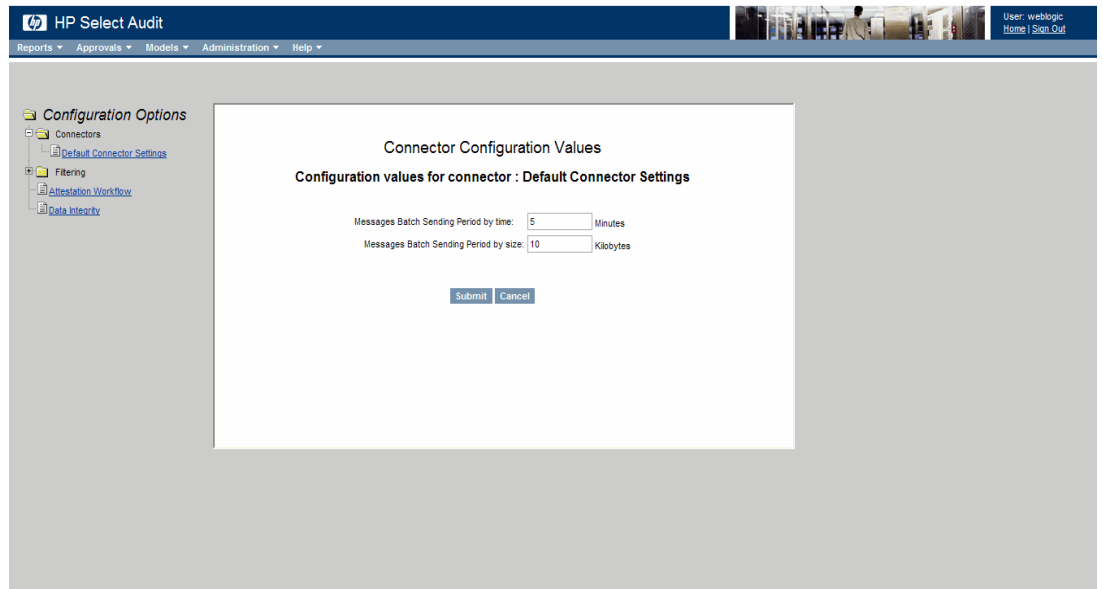 hp HP Select Audit
User: weblogic
Home | Sign Out
Reports Approvals Models Administration Help
Configuration Options
Connectors
Default Connector Settings
Filtering
Attestation Workflow
Data Integrity
Connector Configuration Values
Configuration values for connector : Default Connector Settings
Messages Batch Sending Period by time: 5 Minutes
Messages Batch Sending Period by size: 10 Kilobytes
Submit Cancel